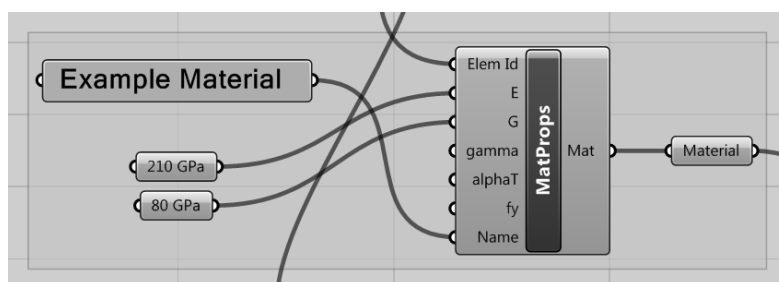 Example Material
210 GPa
80 GPa
Elem Id
E
G
gamma
alphaT
fy
Name
MatProps
Mat
Material